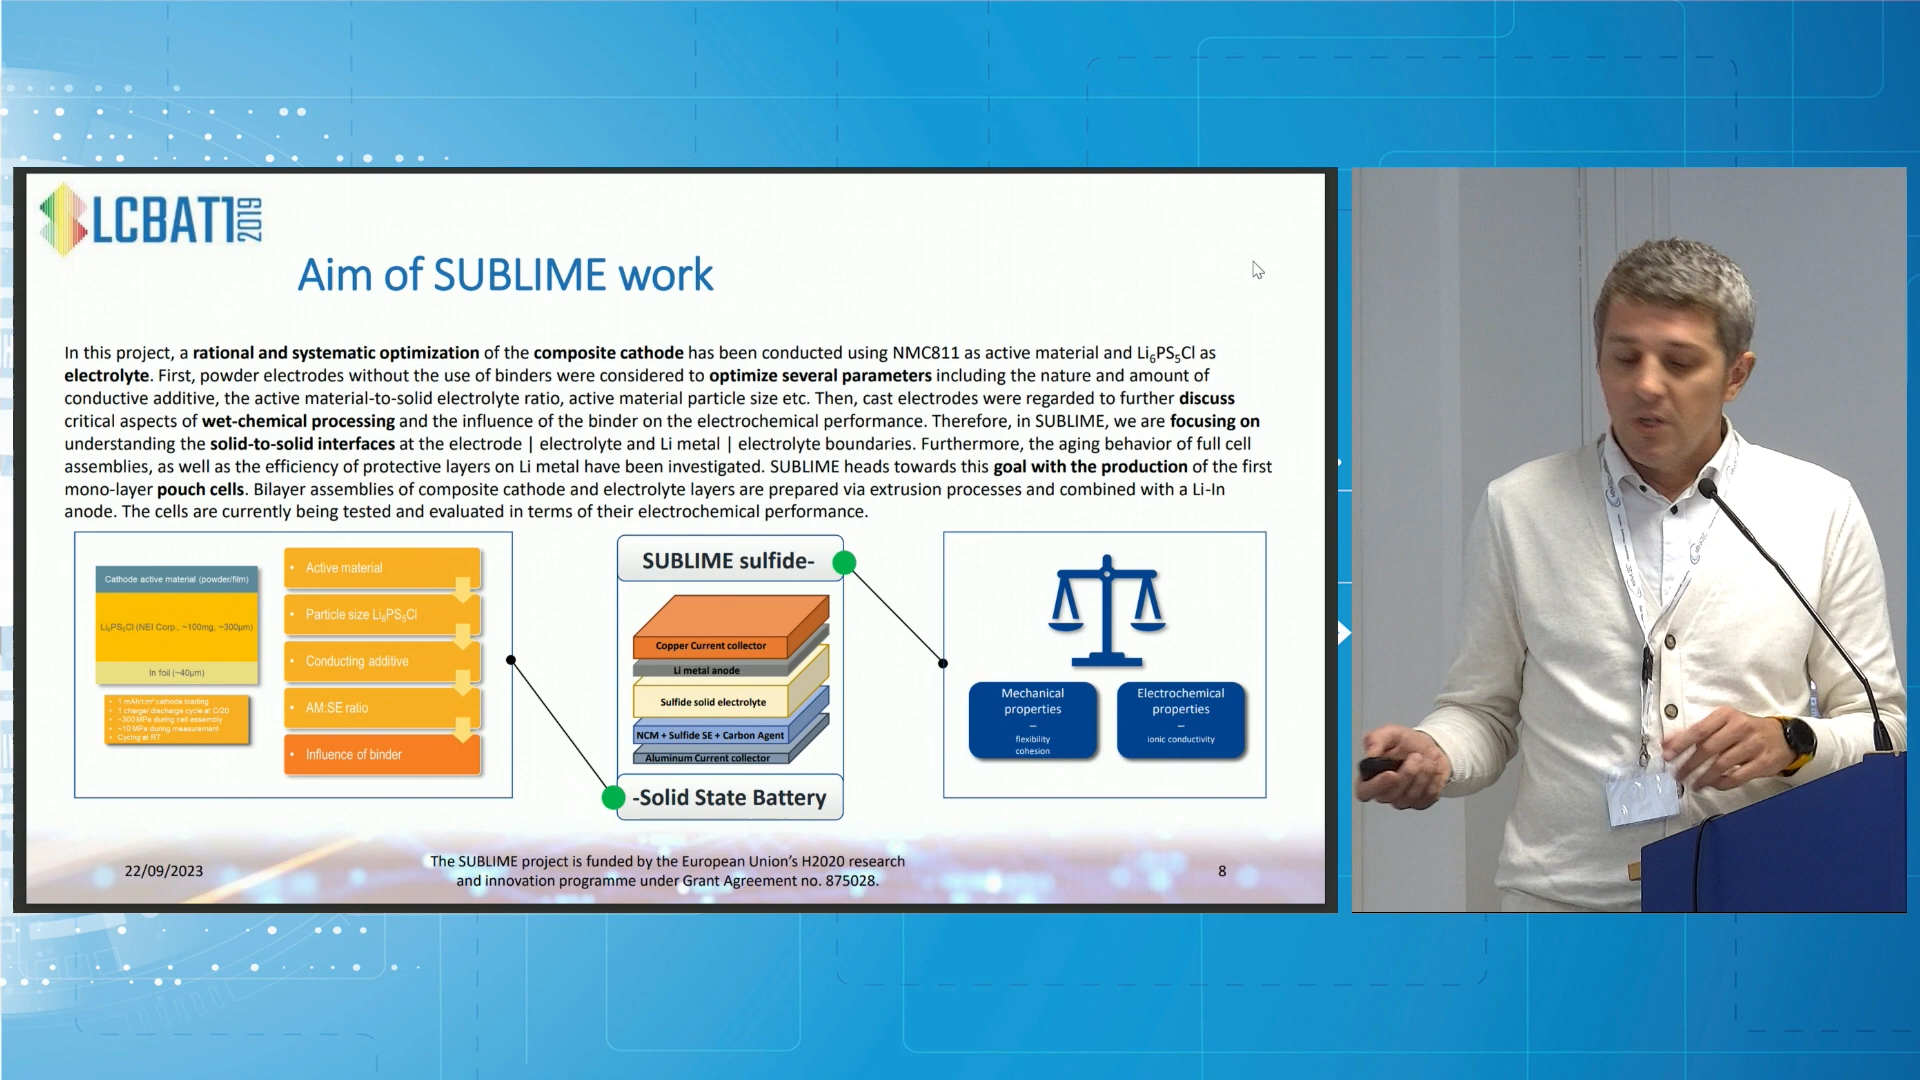 LCBAT1 2019
Aim of SUBLIME work
In this project, a rational and systematic optimization of the composite cathode has been conducted using NMC811 as active material and Li6PS5Cl as
electrolyte. First, powder electrodes without the use of binders were considered to optimize several parameters including the nature and amount of
conductive additive, the active material-to-solid electrolyte ratio, active material particle size etc. Then, cast electrodes were regarded to further discuss
critical aspects of wet-chemical processing and the influence of the binder on the electrochemical performance. Therefore, in SUBLIME, we are focusing on
understanding the solid-to-solid interfaces at the electrode | electrolyte and Li metal | electrolyte boundaries. Furthermore, the aging behavior of full cell
assemblies, as well as the efficiency of protective layers on Li metal have been investigated. SUBLIME heads towards this goal with the production of the first
mono-layer pouch cells. Bilayer assemblies of composite cathode and electrolyte layers are prepared via extrusion processes and combined with a Li-In
anode. The cells are currently being tested and evaluated in terms of their electrochemical performance.
Cathode active material (powder/film)
Li6PS5Cl (NEI Corp., ~100mg, ~300µm)
In foil (~40µm)
• 1 mAh/cm² cathode loading
• 1 charge/discharge cycle at C/20
• ~300 MPa during cell assembly
• ~10 MPa during measurement
• Cycling at RT
• Active material
• Particle size Li6PS5Cl
• Conducting additive
• AM:SE ratio
• Influence of binder
SUBLIME sulfide-
Copper Current collector
Li metal anode
Sulfide solid electrolyte
NCM + Sulfide SE + Carbon Agent
Aluminum Current collector
-Solid State Battery
Mechanical
properties
–
flexibility
cohesion
Electrochemical
properties
–
ionic conductivity
22/09/2023
The SUBLIME project is funded by the European Union's H2020 research
and innovation programme under Grant Agreement no. 875028.
8